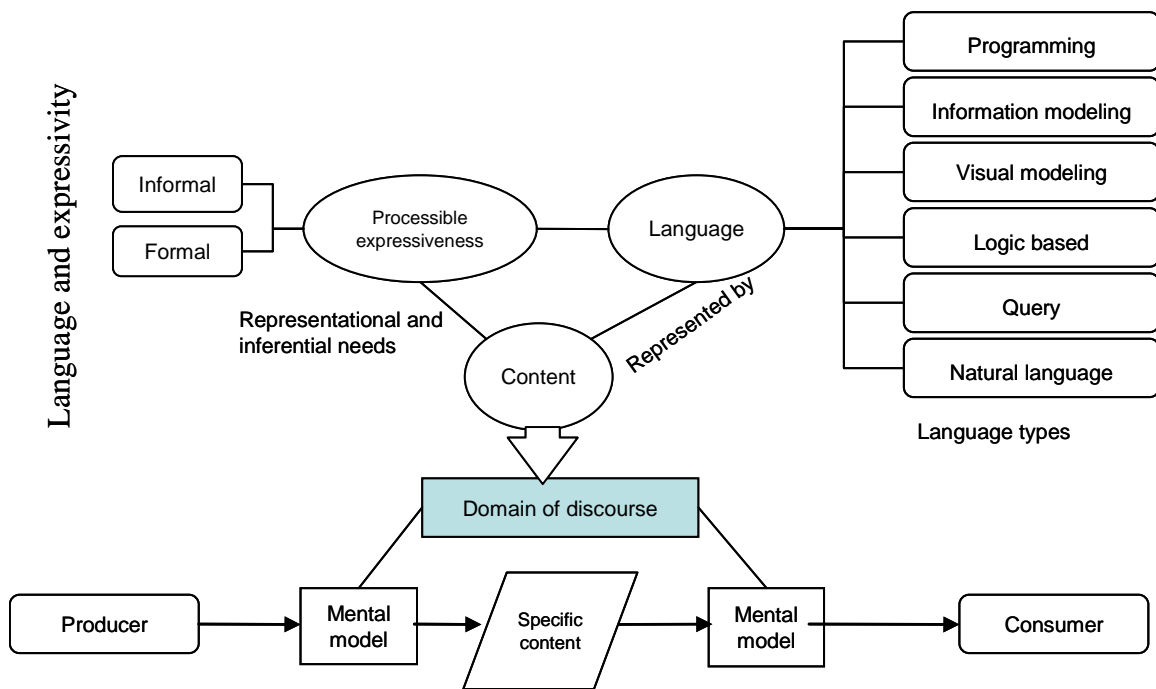 Language and expressivity
Programming
Information modeling
Visual modeling
Logic based
Query
Natural language
Language types
Informal
Formal
Processible
expressiveness
Language
Representational and
inferential needs
Represented by
Content
Domain of discourse
Producer
Mental
model
Specific
content
Mental
model
Consumer